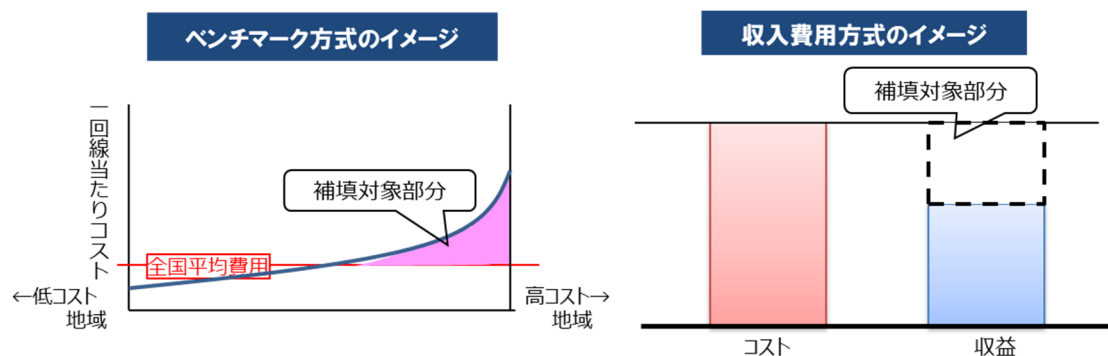 ベンチマーク方式のイメージ
一回線当たりコスト
補填対象部分
全国平均費用
←低コスト
地域
高コスト→
地域
収入費用方式のイメージ
補填対象部分
コスト
収益